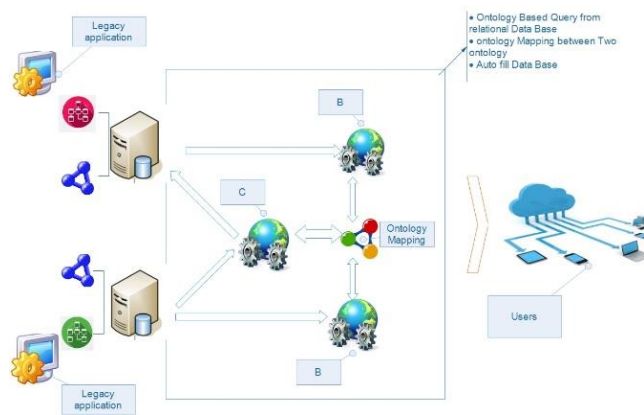 Legacy
application
• Ontology Based Query from
relational Data Base
• ontology Mapping between Two
ontology
• Auto fill Data Base
B
C
Ontology
Mapping
Users
B
Legacy
application